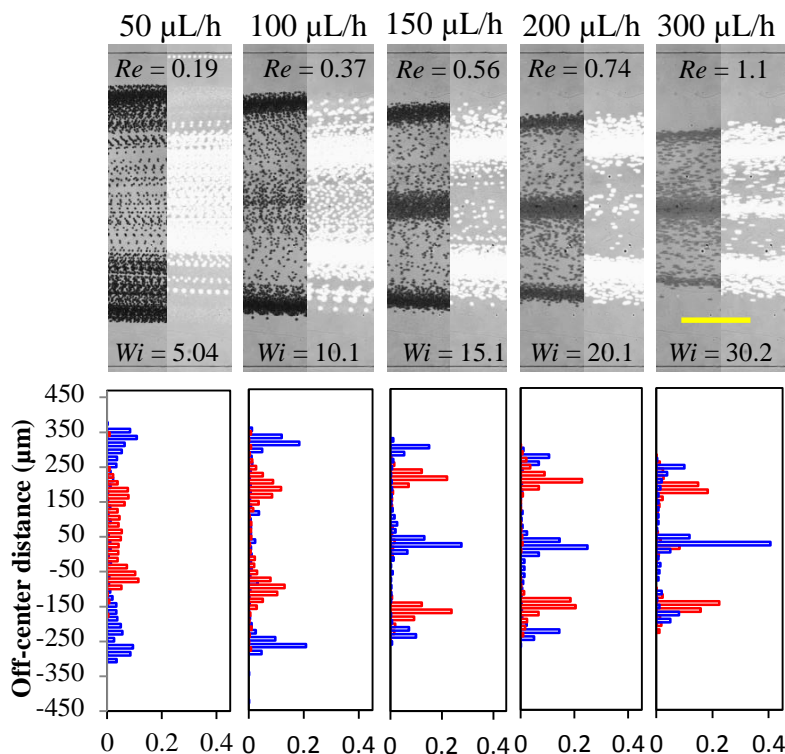 50 µL/h 100 µL/h 150 µL/h 200 µL/h 300 µL/h
Re = 0.19 Re = 0.37 Re = 0.56 Re = 0.74 Re = 1.1
Wi = 5.04 Wi = 10.1 Wi = 15.1 Wi = 20.1 Wi = 30.2
Off-center distance (µm)
450
350
250
150
50
-50
-150
-250
-350
-450
0 0.2 0.4 0 0.2 0.4 0 0.2 0.4 0 0.2 0.4 0 0.2 0.4